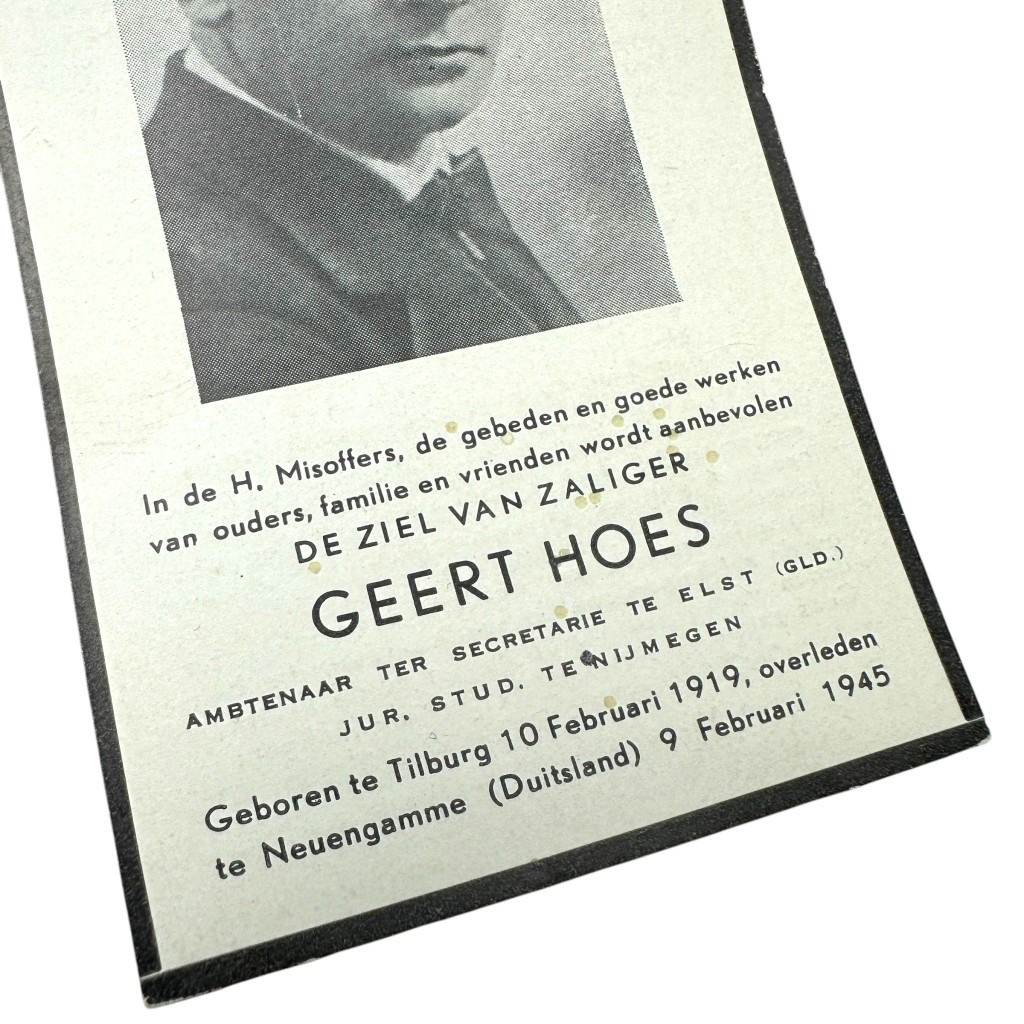 In de H. Misoffers, de gebeden en goede werken
van ouders, familie en vrienden wordt aanbevolen
DE ZIEL VAN ZALIGER
GEERT HOES
AMBTENAAR TER SECRETARIE TE ELST (GLD.)
JUR. STUD. TE NIJMEGEN
Geboren te Tilburg 10 Februari 1919, overleden
te Neuengamme (Duitsland) 9 Februari 1945